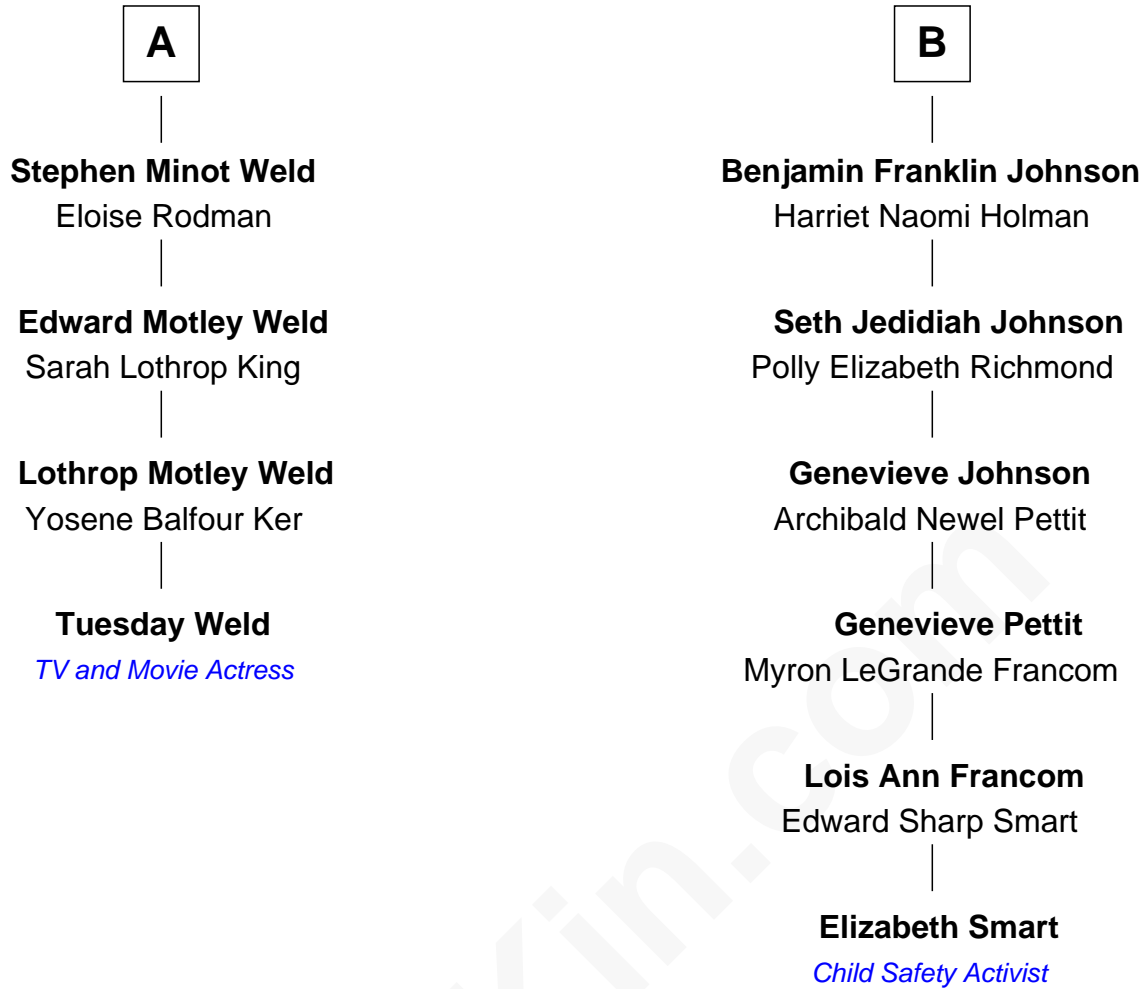 A
Stephen Minot Weld
Eloise Rodman
Edward Motley Weld
Sarah Lothrop King
Lothrop Motley Weld
Yosene Balfour Ker
Tuesday Weld
TV and Movie Actress
B
Benjamin Franklin Johnson
Harriet Naomi Holman
Seth Jedidiah Johnson
Polly Elizabeth Richmond
Genevieve Johnson
Archibald Newel Pettit
Genevieve Pettit
Myron LeGrande Francom
Lois Ann Francom
Edward Sharp Smart
Elizabeth Smart
Child Safety Activist
Kin.com